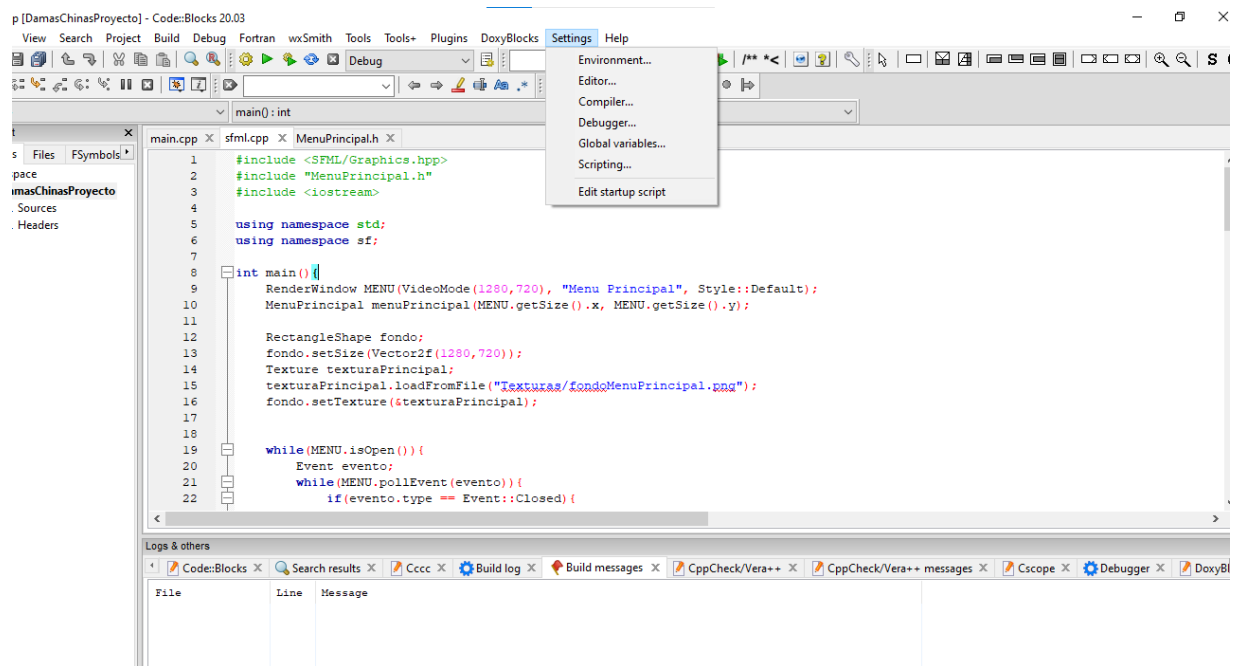 p [DamasChinasProyecto] - Code::Blocks 20.03
View Search Project Build Debug Fortran wxSmith Tools Tools+ Plugins DoxyBlocks Settings Help
Debug
/** *<
S
Environment...
Editor...
Compiler...
Debugger...
Global variables...
Scripting...
Edit startup script
main() : int
main.cpp X sfml.cpp X MenuPrincipal.h X
s Files FSymbols
space
amasChinasProyecto
Sources
Headers
1 #include <SFML/Graphics.hpp>
2 #include "MenuPrincipal.h"
3 #include <iostream>
4
5 using namespace std;
6 using namespace sf;
7
8 int main(){
9 RenderWindow MENU(VideoMode(1280,720), "Menu Principal", Style::Default);
10 MenuPrincipal menuPrincipal(MENU.getSize().x, MENU.getSize().y);
11
12 RectangleShape fondo;
13 fondo.setSize(Vector2f(1280,720));
14 Texture texturaPrincipal;
15 texturaPrincipal.loadFromFile("Texturas/fondoMenuPrincipal.png");
16 fondo.setTexture(&texturaPrincipal);
17
18
19 while(MENU.isOpen()){
20 Event evento;
21 while(MENU.pollEvent(evento)){
22 if(evento.type == Event::Closed){
Logs & others
Code::Blocks X Search results X Cccc X Build log X Build messages X CppCheck/Vera++ X CppCheck/Vera++ messages X Cscope X Debugger X DoxyBl
File Line Message